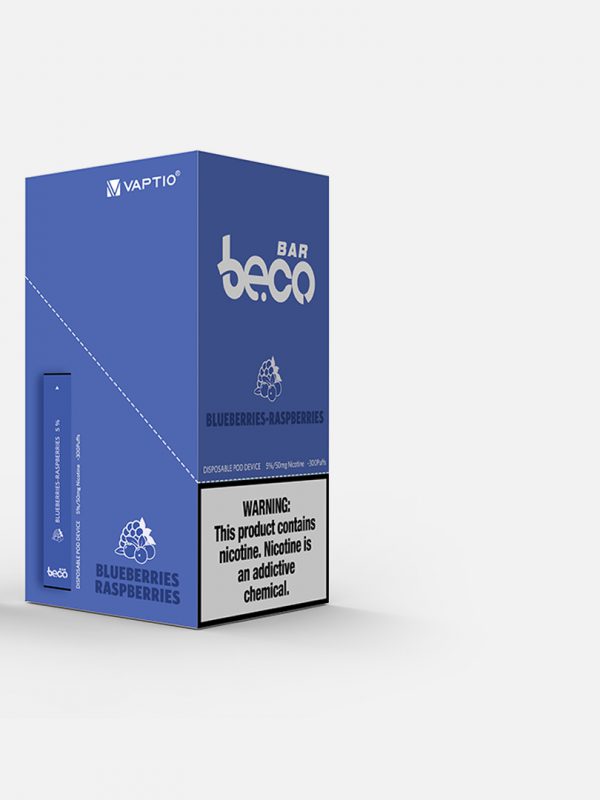 VAPTIO®
BAR
beco
BLUEBERRIES-RASPBERRIES
DISPOSABLE POD DEVICE 5%/50mg Nicotine -300Puffs
WARNING:
This product contains
nicotine. Nicotine is
an addictive
chemical.
BLUEBERRIES-RASPBERRIES 5%
BAR
beco
DISPOSABLE POD DEVICE 5%/50mg Nicotine -300Puffs
BLUEBERRIES
RASPBERRIES